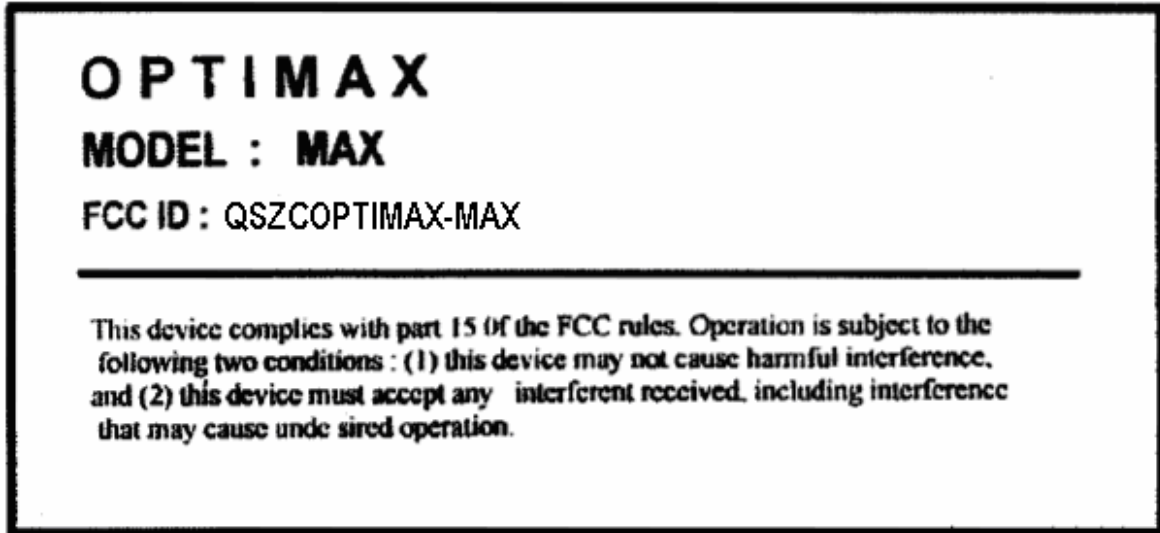 OPTIMAX
MODEL : MAX
FCC ID : QSZCOPTIMAX-MAX
This device complies with part 15 Of the FCC rules. Operation is subject to the
following two conditions : (1) this device may not cause harmful interference,
and (2) this device must accept any interferent received, including interference
that may cause unde sired operation.